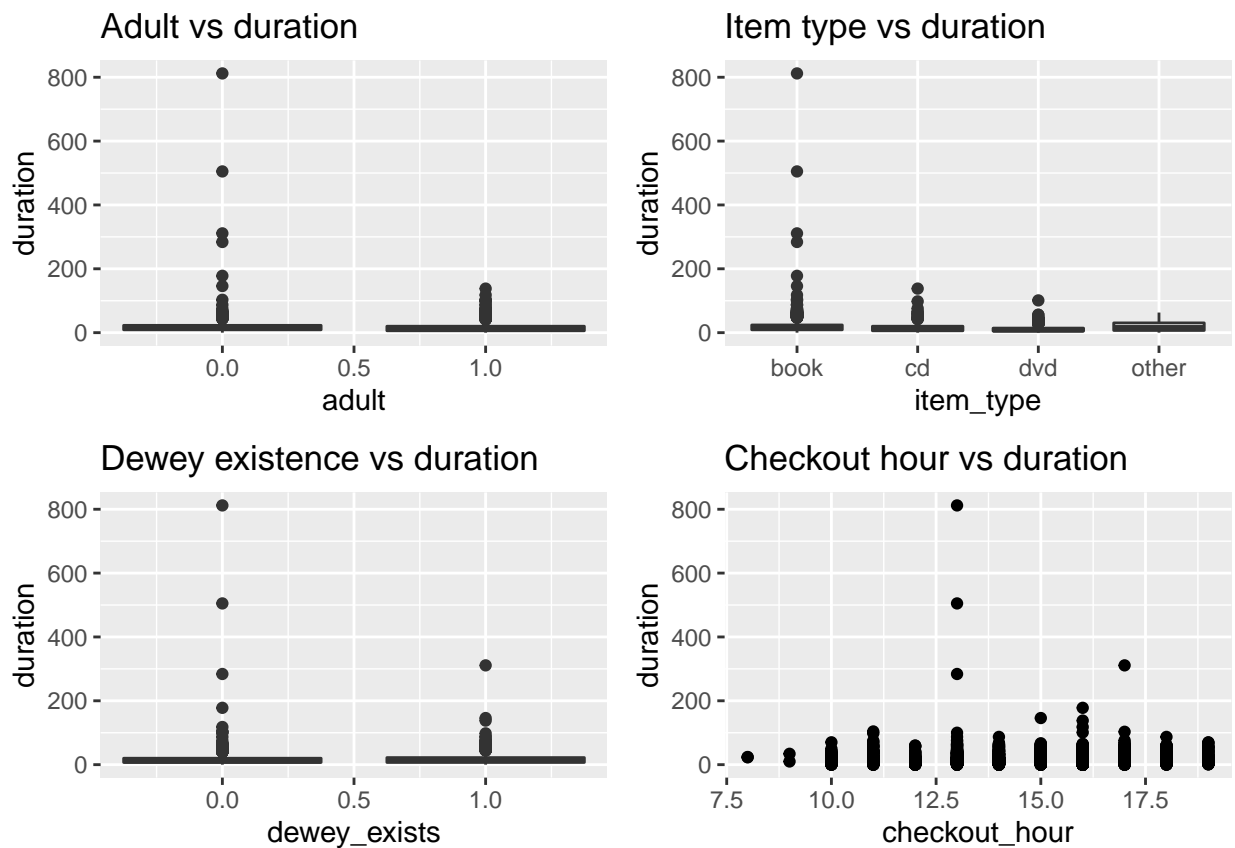 Adult vs duration
800
600
400
200
0
duration
0.0 0.5 1.0
adult
Item type vs duration
800
600
400
200
0
duration
book cd dvd other
item_type
Dewey existence vs duration
800
600
400
200
0
duration
0.0 0.5 1.0
dewey_exists
Checkout hour vs duration
800
600
400
200
0
duration
7.5 10.0 12.5 15.0 17.5
checkout_hour